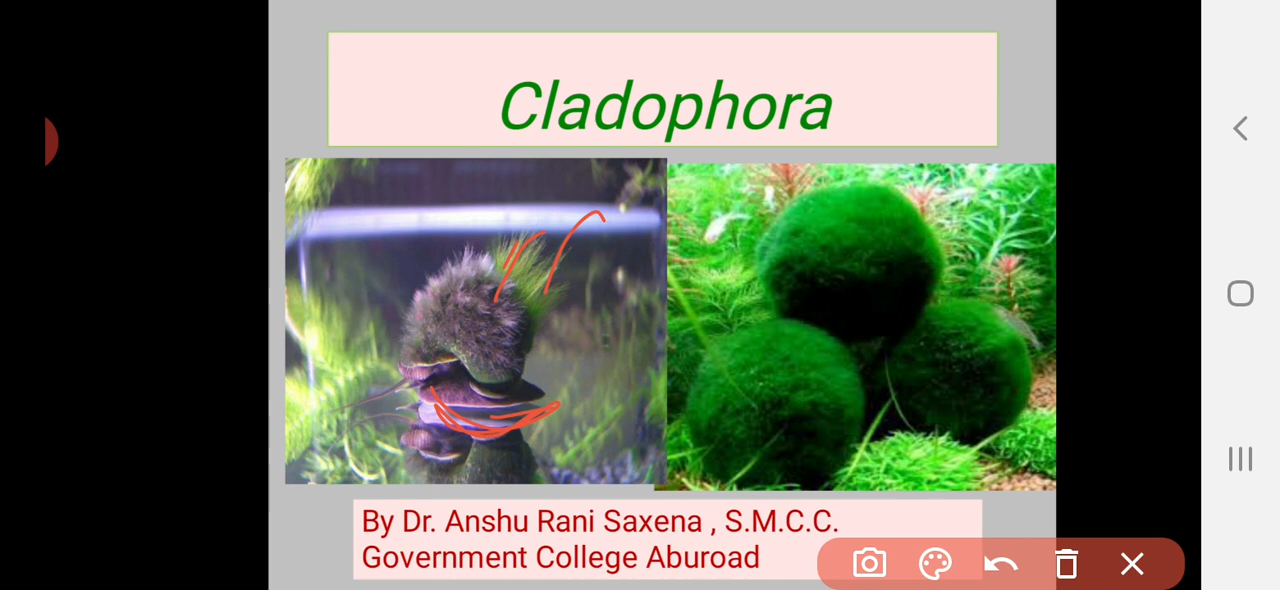 Cladophora
By Dr. Anshu Rani Saxena , S.M.C.C.
Government College Aburoad